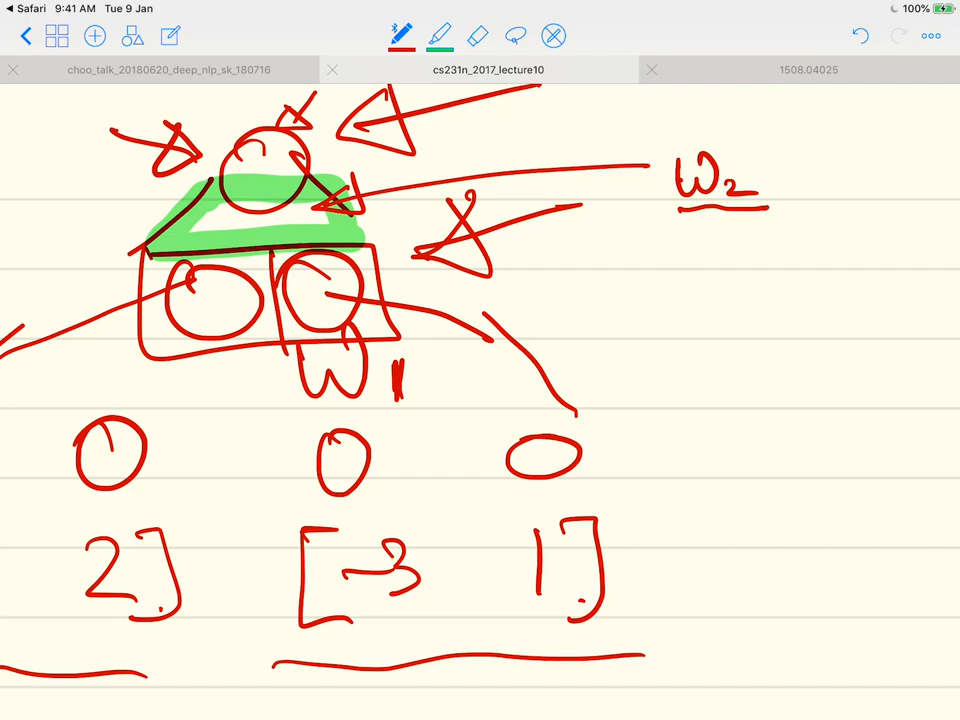 Safari 9:41 AM Tue 9 Jan 100%
choo_talk_20180620_deep_nlp_sk_180716 cs231n_2017_lecture10 1508.04025
W2
W1
2] [-3 1]